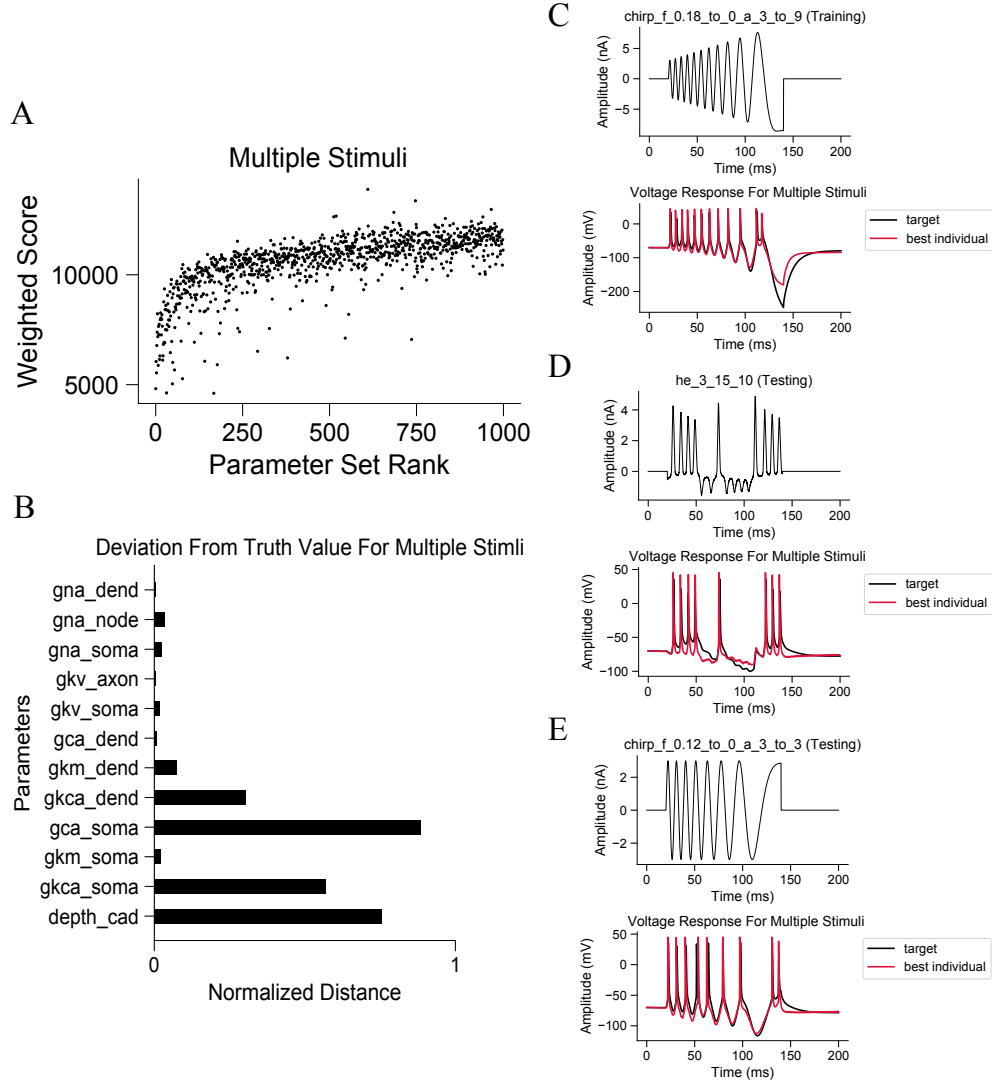 A
Multiple Stimuli
Weighted Score
10000
5000
0 250 500 750 1000
Parameter Set Rank
B
Deviation From Truth Value For Multiple Stimli
Parameters
gna_dend
gna_node
gna_soma
gkv_axon
gkv_soma
gca_dend
gkm_dend
gkca_dend
gca_soma
gkm_soma
gkca_soma
depth_cad
0 1
Normalized Distance
C
chirp_f_0.18_to_0_a_3_to_9 (Training)
Amplitude (nA)
5
0
−5
0 50 100 150 200
Time (ms)
Voltage Response For Multiple Stimuli
Amplitude (mV)
0
−100
−200
0 50 100 150 200
Time (ms)
target
best individual
D
he_3_15_10 (Testing)
Amplitude (nA)
4
2
0
0 50 100 150 200
Time (ms)
Voltage Response For Multiple Stimuli
Amplitude (mV)
50
0
−50
−100
0 50 100 150 200
Time (ms)
target
best individual
E
chirp_f_0.12_to_0_a_3_to_3 (Testing)
Amplitude (nA)
2
0
−2
0 50 100 150 200
Time (ms)
Voltage Response For Multiple Stimuli
Amplitude (mV)
50
0
−50
−100
0 50 100 150 200
Time (ms)
target
best individual